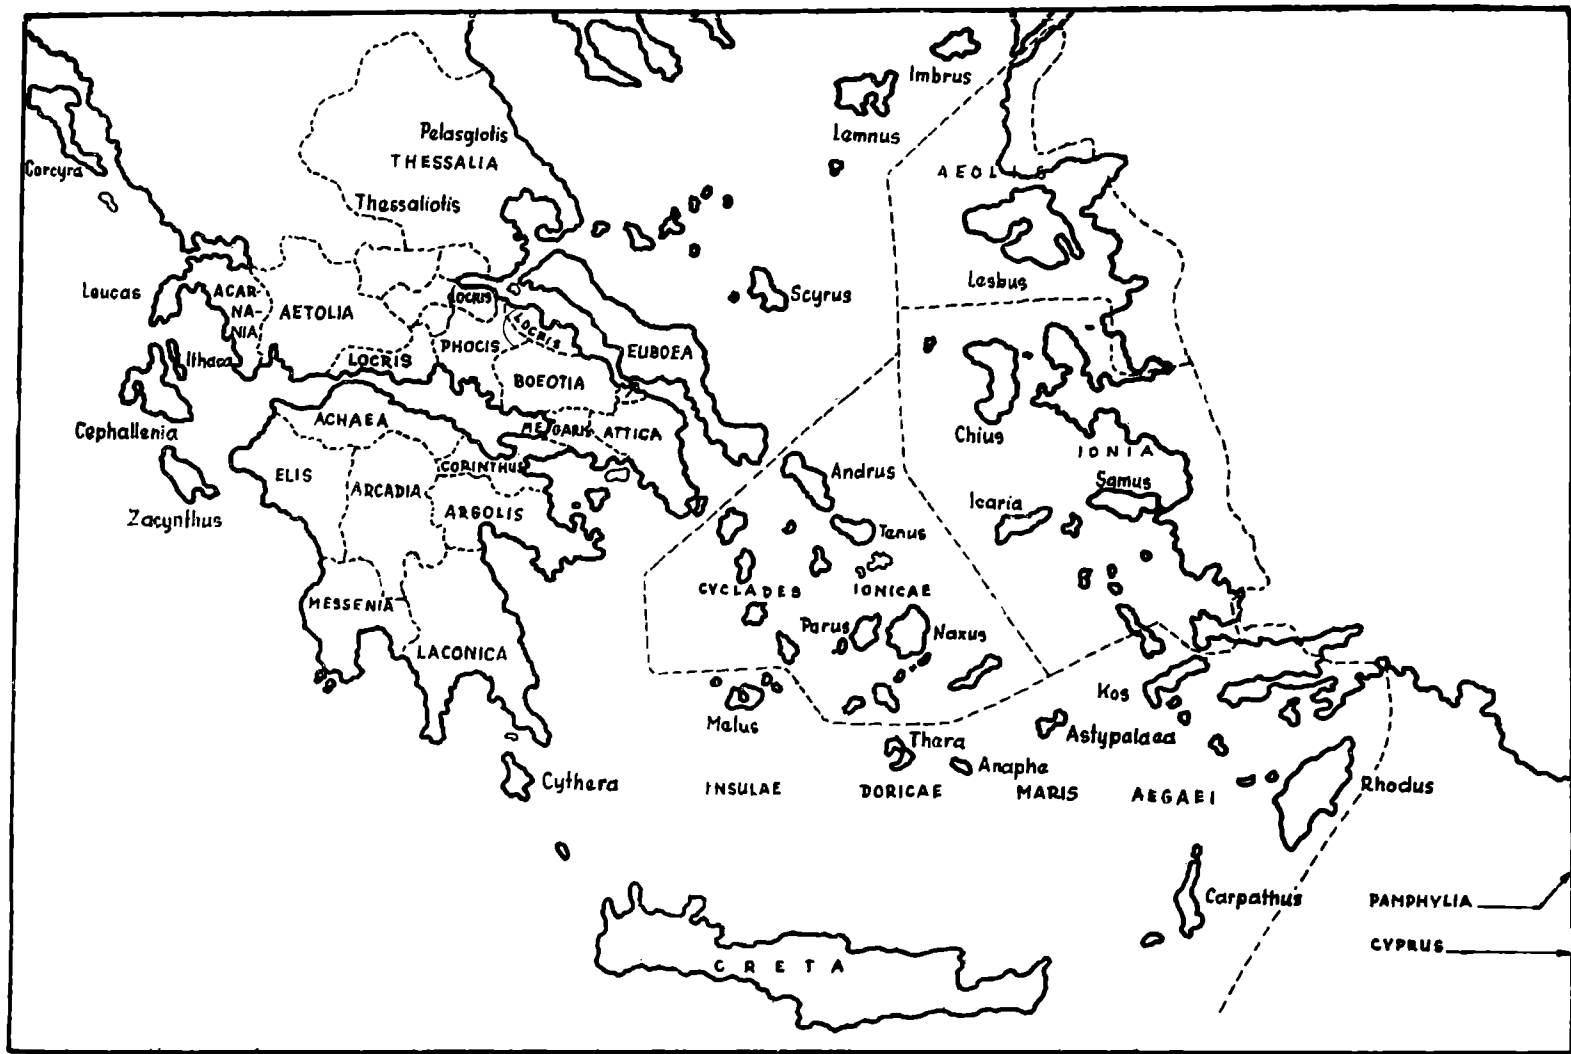 Imbrus
Lemnus
Pelasgiotis
THESSALIA
Corcyra
AEOLIS
Thessaliotis
Lesbus
Leucas
ACAR-
NA-
NIA
AETOLIA
LOCRIS
LOCRIS
Scyrus
Ithaca
LOCRIS
PHOCIS
EUBOEA
BOEOTIA
Cephallenia
ACHAEA
MEGARIS
ATTICA
Chius
IONIA
ELIS
CORINTHUS
Andrus
ARCADIA
Samus
Zacynthus
ARGOLIS
Icaria
Tenus
CYCLADES IONICAE
MESSENIA
Parus
Naxus
LACONICA
Kos
Melus
Astypalaea
Thera
Anaphe
Cythera
INSULAE DORICAE MARIS AEGAEI
Rhodus
Carpathus
PAMPHYLIA
CYPRUS
CRETA